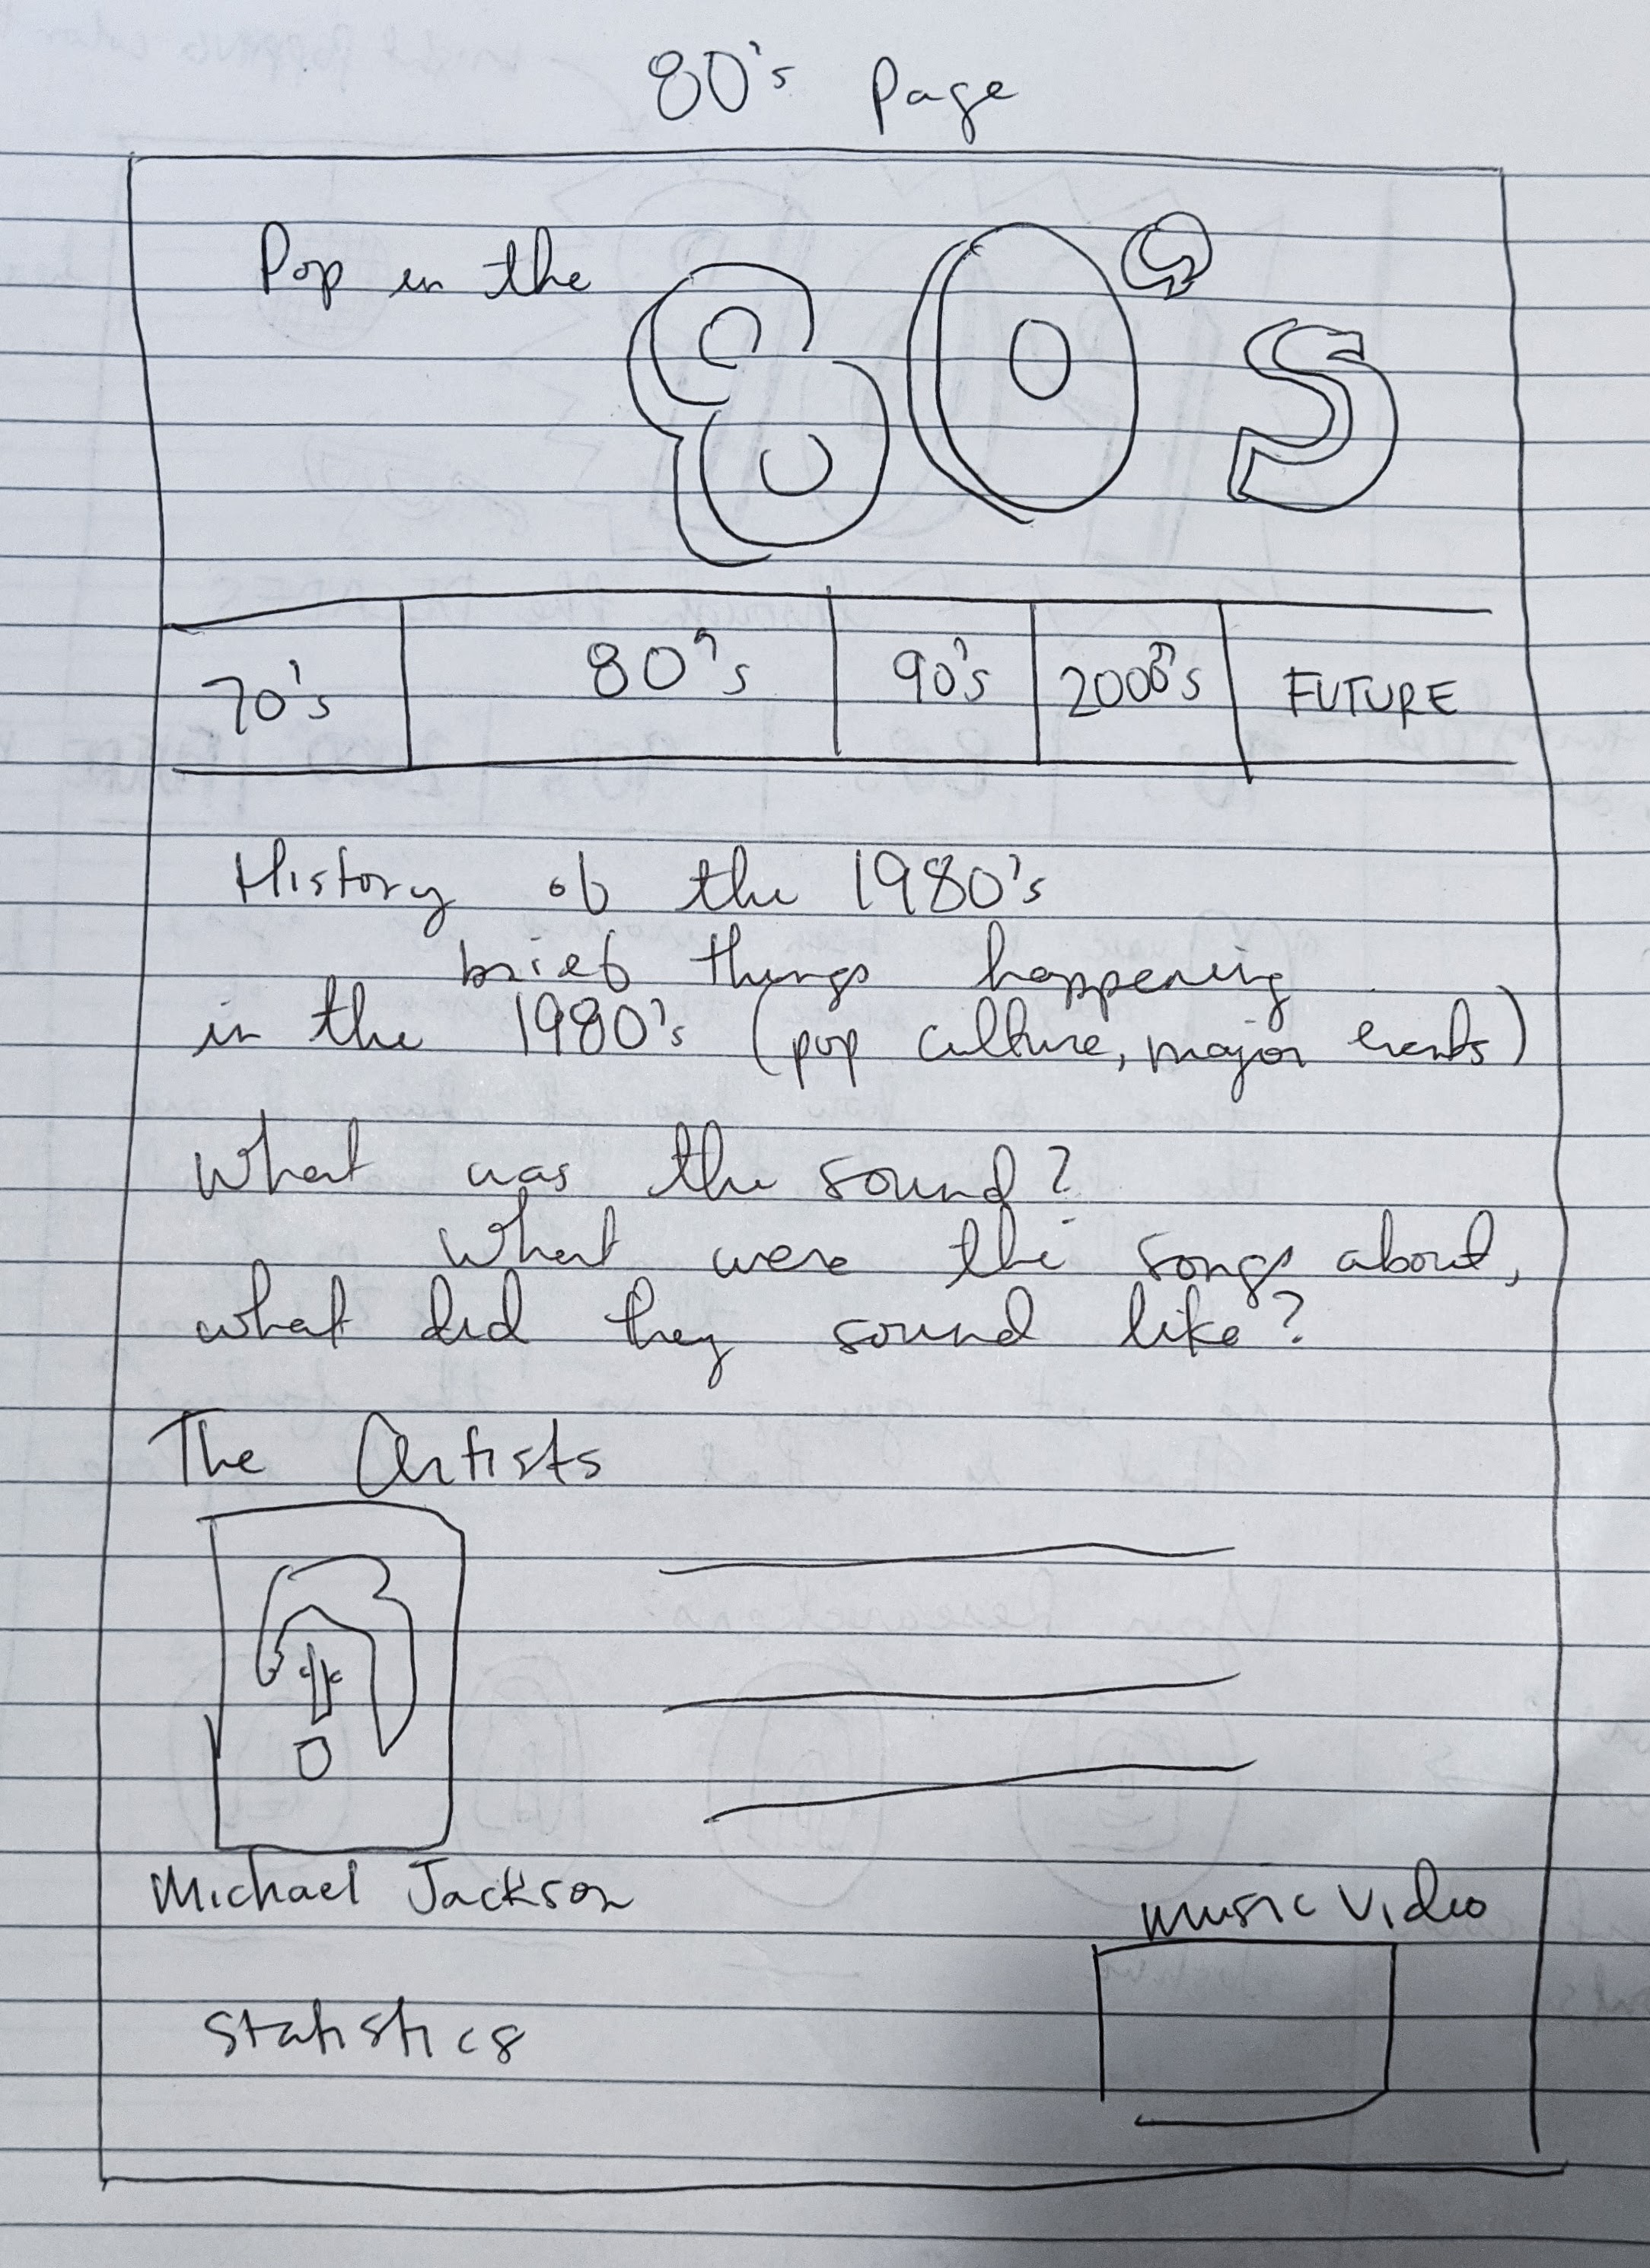 80's Page
Pop in the 80's
70's 80's 90's 2000's FUTURE
History of the 1980's
brief things happening
in the 1980's (pop culture, major events)
What was the sound?
What were the songs about,
what did they sound like?
The Artists
Michael Jackson
music video
Statistics